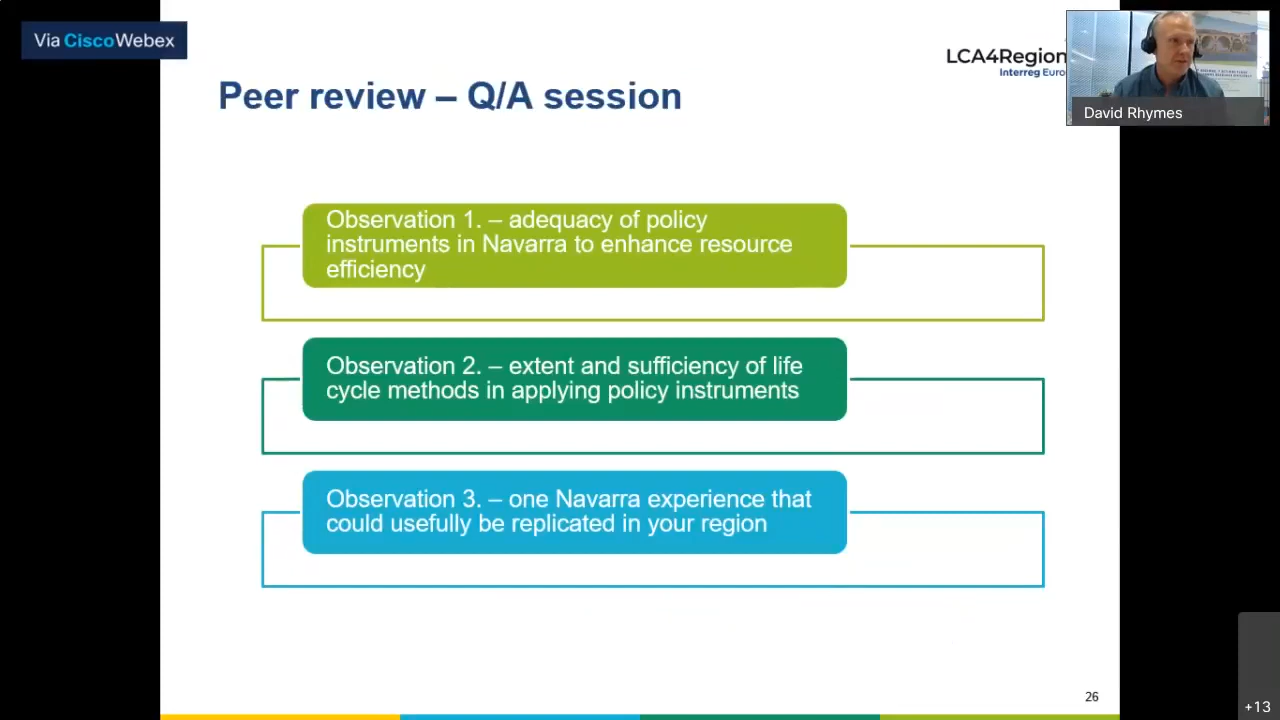 Via CiscoWebex
LCA4Region
Interreg Euro
David Rhymes
Peer review – Q/A session
Observation 1. – adequacy of policy
instruments in Navarra to enhance resource
efficiency
Observation 2. – extent and sufficiency of life
cycle methods in applying policy instruments
Observation 3. – one Navarra experience that
could usefully be replicated in your region
26
+13